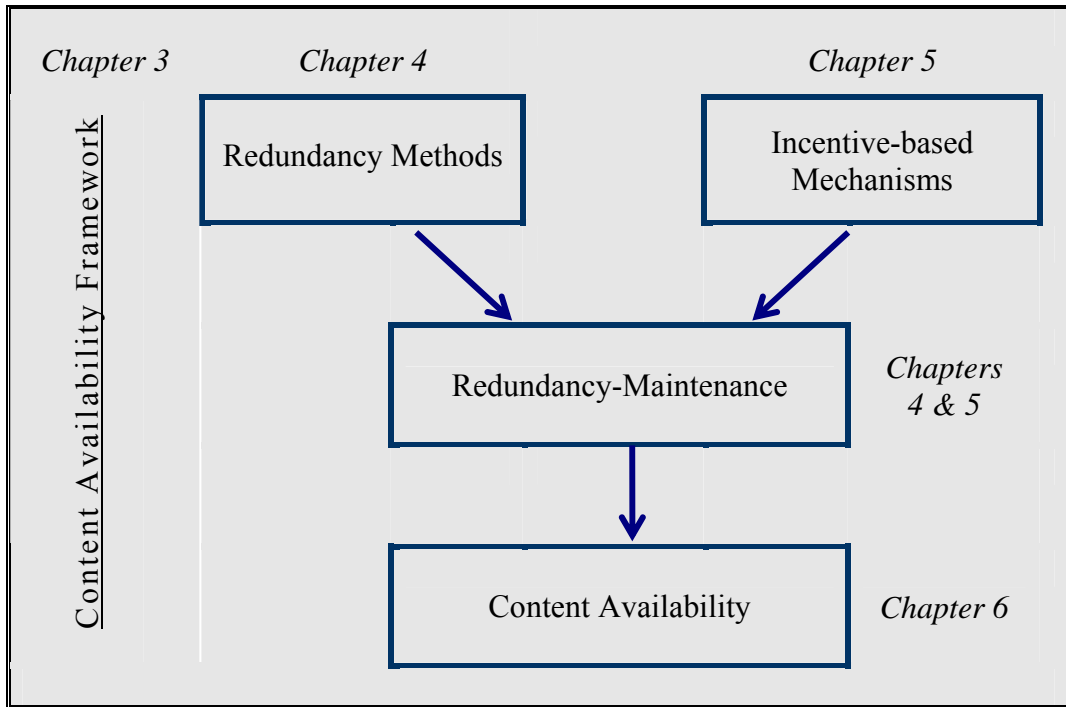 Chapter 3
Chapter 4
Chapter 5
Content Availability Framework
Redundancy Methods
Incentive-based
Mechanisms
Redundancy-Maintenance
Chapters
4 & 5
Content Availability
Chapter 6